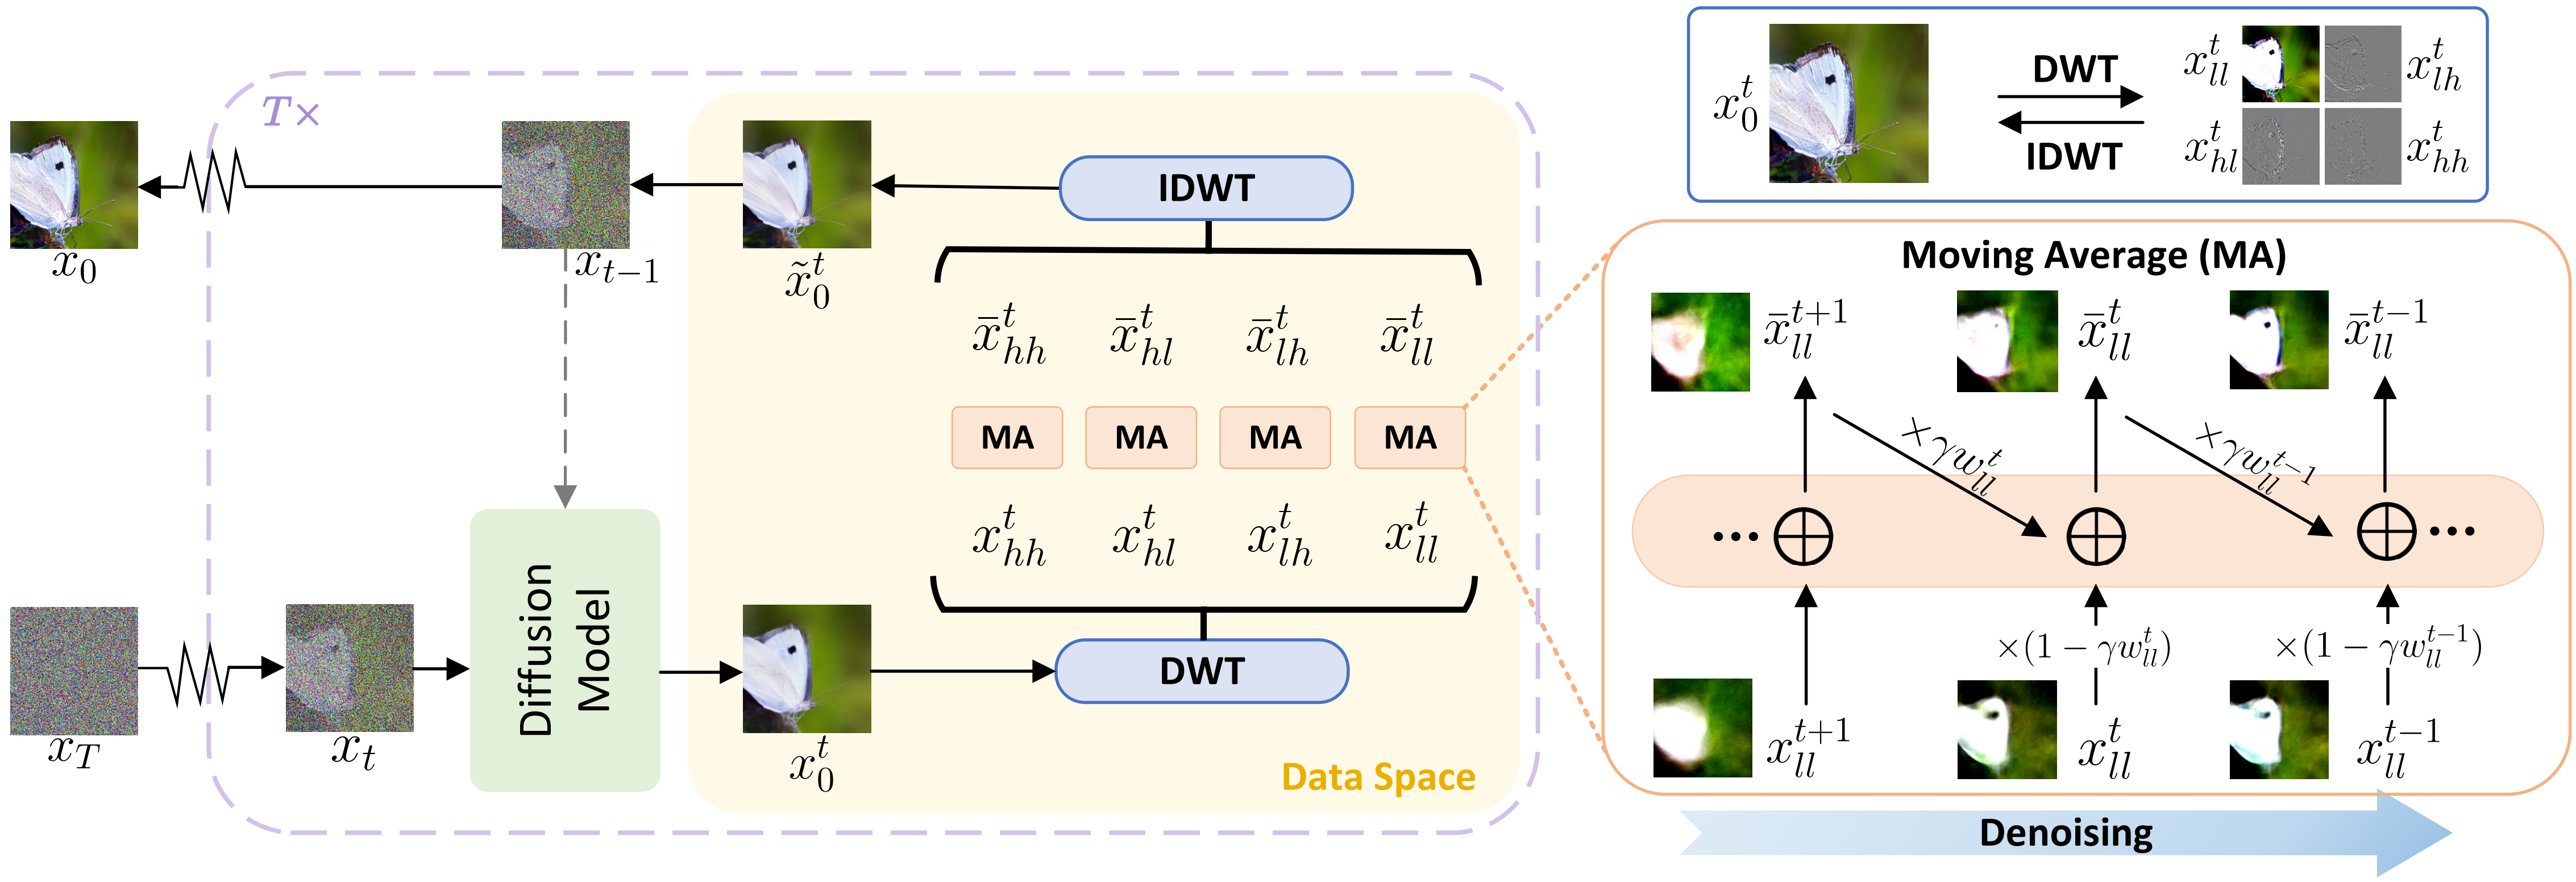 T×
x_0
x_{t−1}
x̃_0^t
IDWT
x̄_{hh}^t x̄_{hl}^t x̄_{lh}^t x̄_{ll}^t
MA MA MA MA
x_{hh}^t x_{hl}^t x_{lh}^t x_{ll}^t
DWT
x_T
x_t
Diffusion
Model
x_0^t
Data Space
x_0^t
DWT
IDWT
x_{ll}^t x_{lh}^t
x_{hl}^t x_{hh}^t
Moving Average (MA)
x̄_{ll}^{t+1} x̄_{ll}^t x̄_{ll}^{t−1}
×γw_{ll}^t ×γw_{ll}^{t−1}
··· ···
×(1 − γw_{ll}^t) ×(1 − γw_{ll}^{t−1})
x_{ll}^{t+1} x_{ll}^t x_{ll}^{t−1}
Denoising